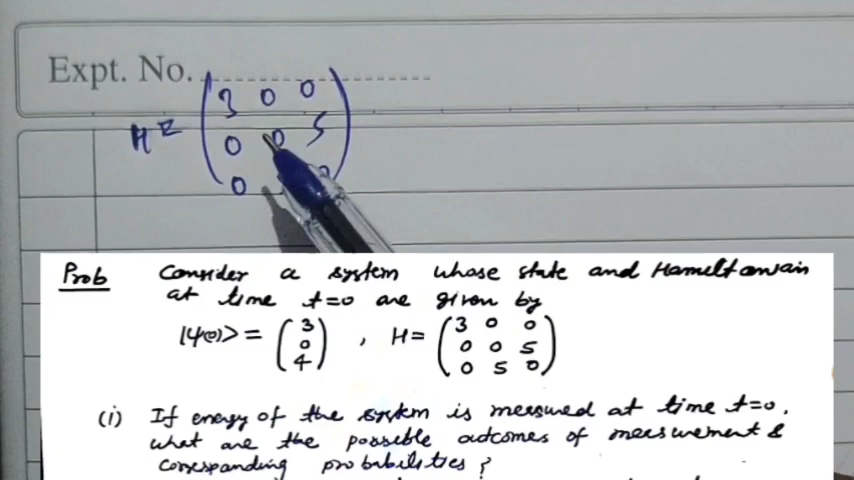 Expt. No.
H = ( 3 0 0
0 0 5
0
Prob Consider a system whose state and Hamiltonian
at time t=0 are given by
|ψ(0)> = ( 3 0 4 ) , H = ( 3 0 0
0 0 5
0 5 0 )
(i) If energy of the system is measured at time t=0,
what are the possible outcomes of measurement &
corresponding probabilities?